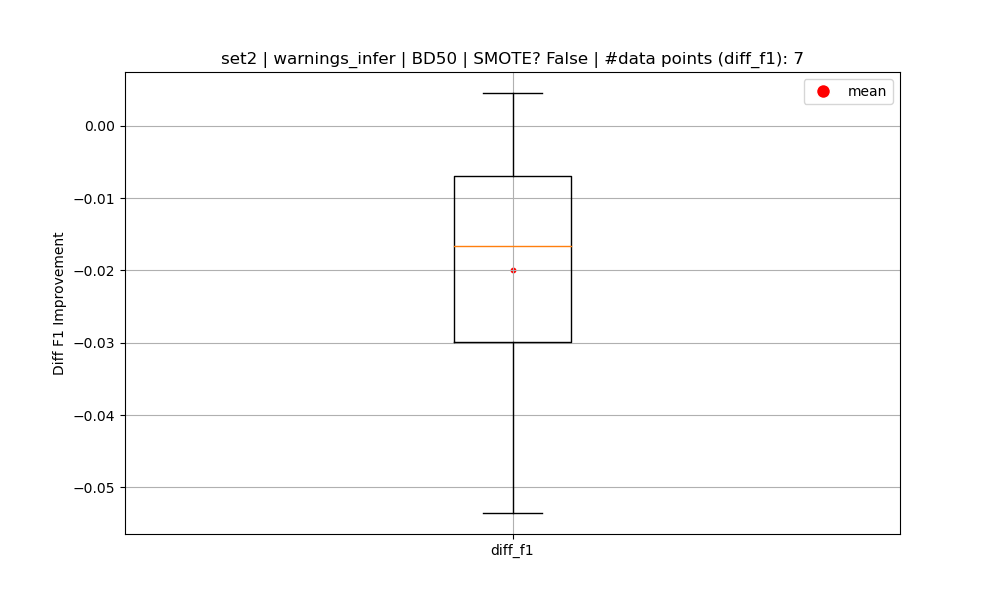 set2 | warnings_infer | BD50 | SMOTE? False | #data points (diff_f1): 7
mean
0.00
−0.01
−0.02
−0.03
−0.04
−0.05
Diff F1 Improvement
diff_f1